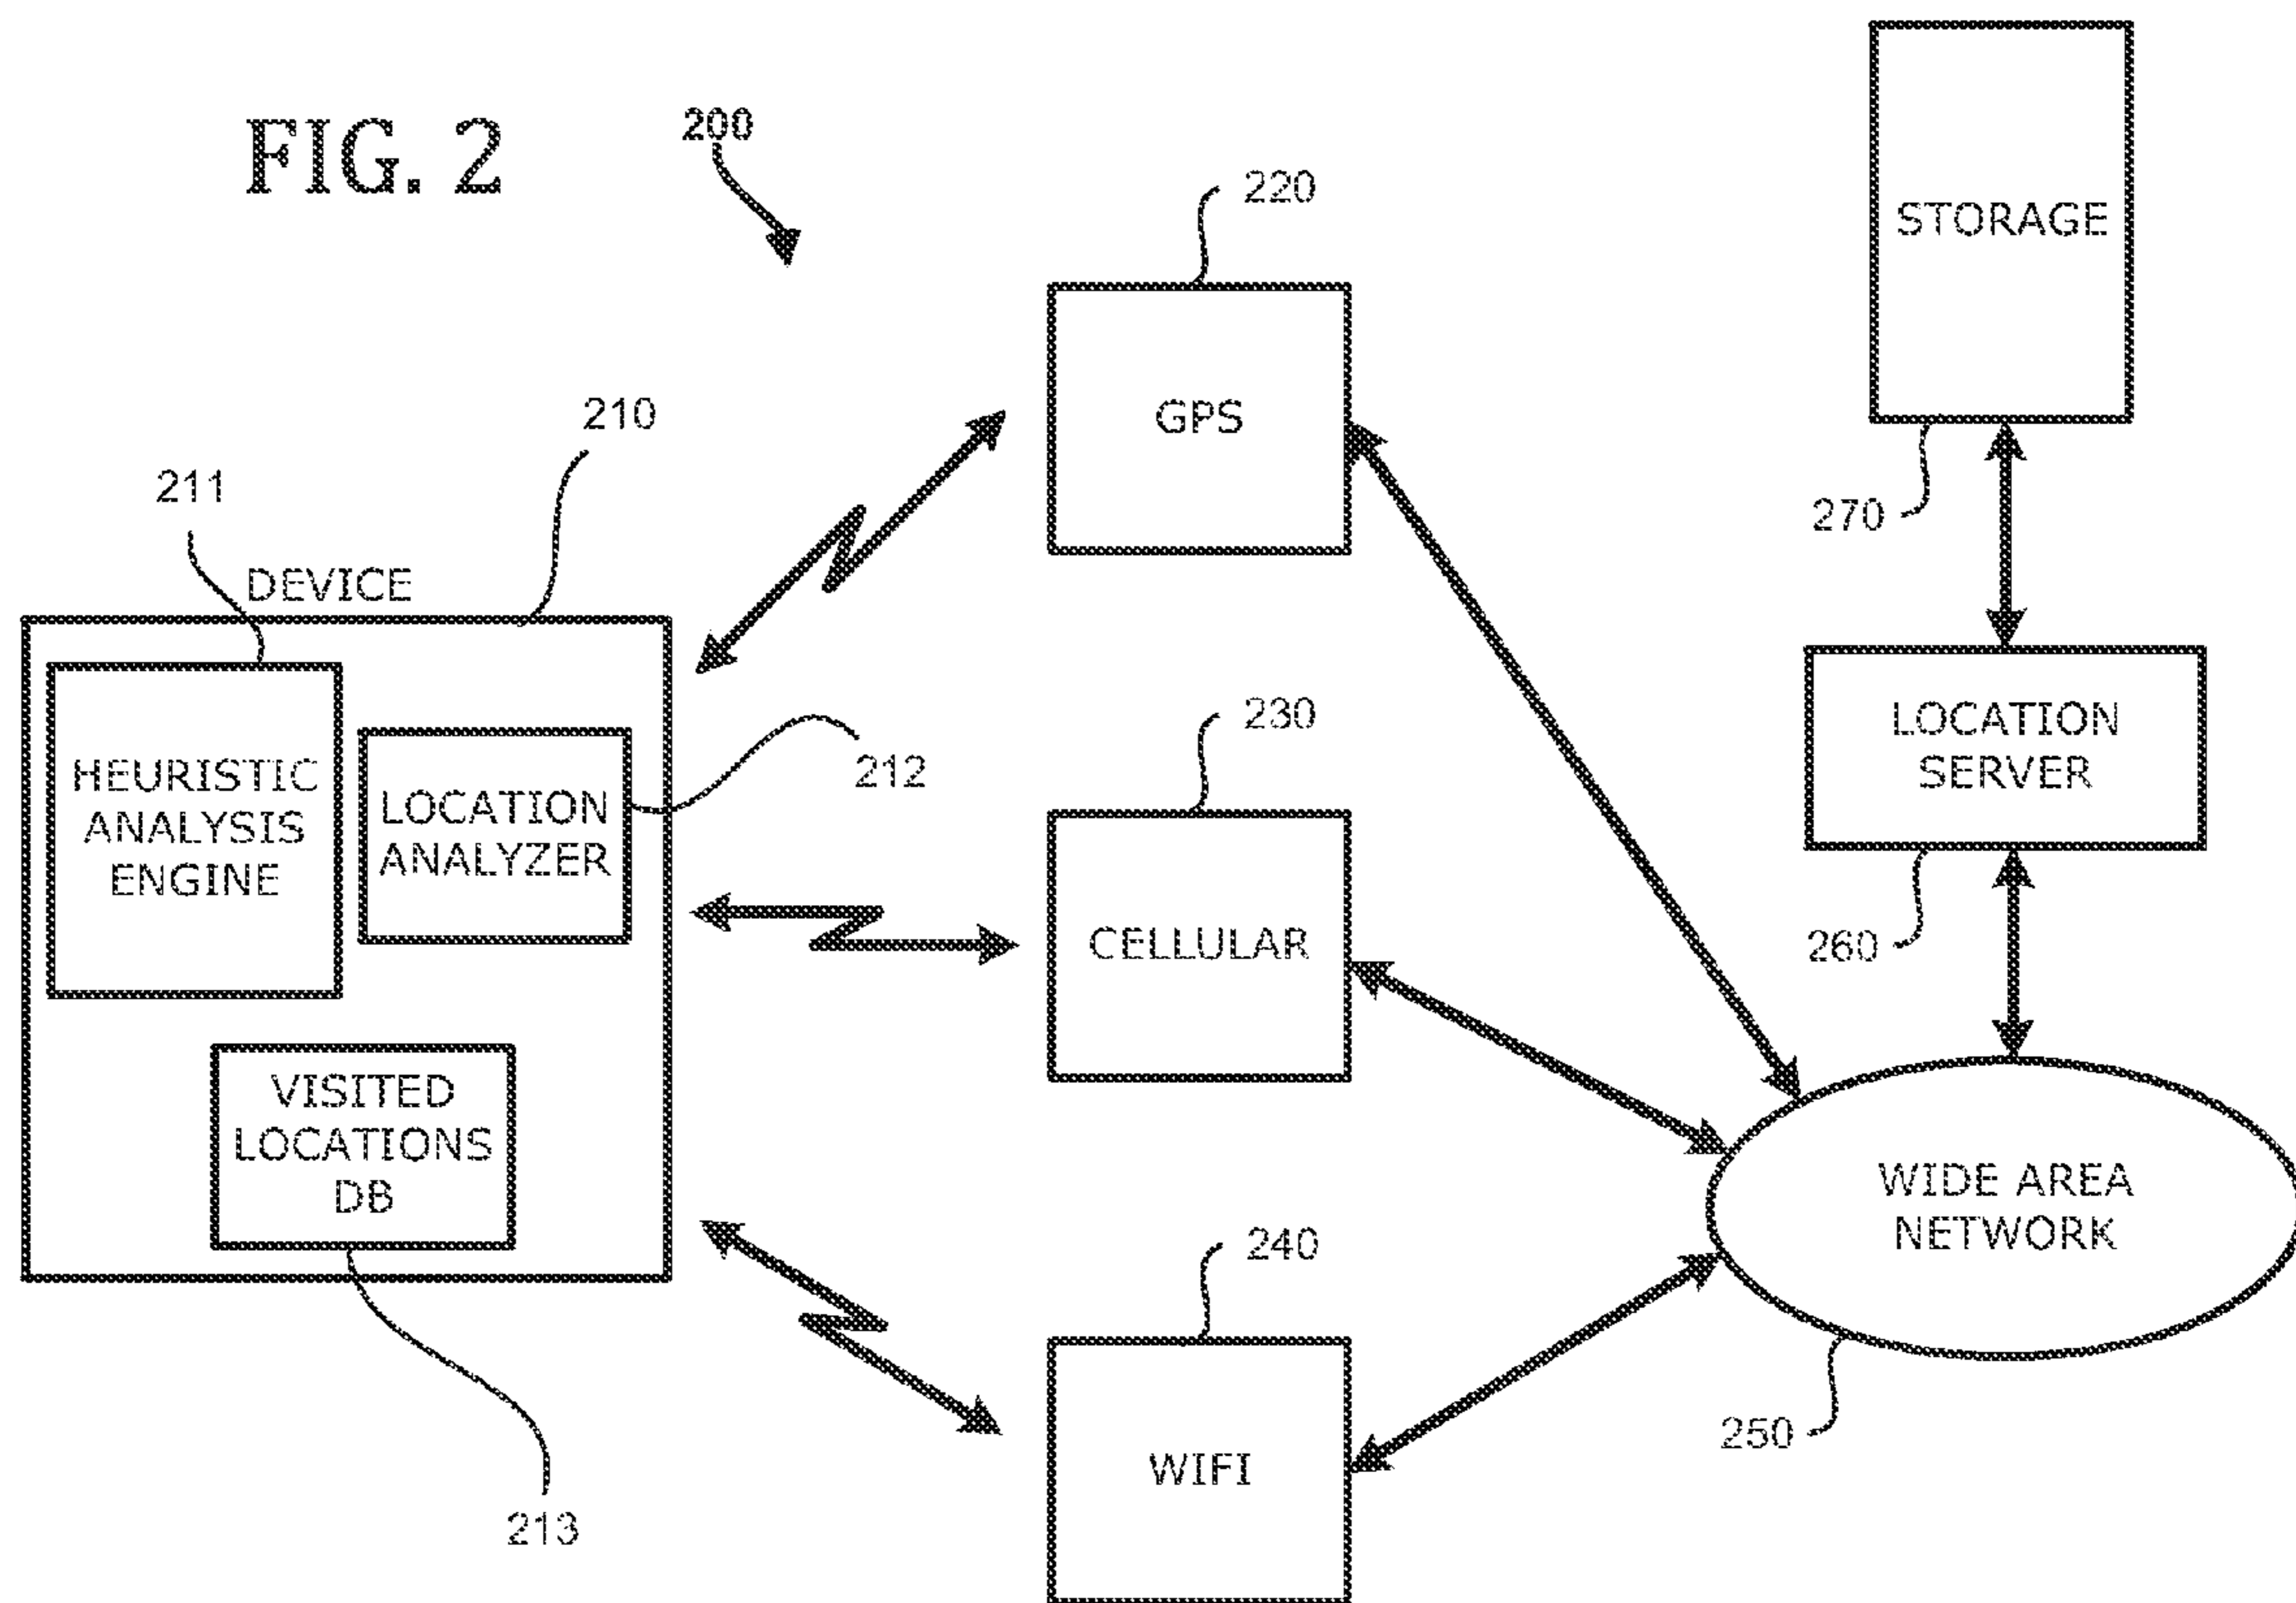 FIG. 2
200
220
STORAGE
GPS
210
211
270
DEVICE
230
LOCATION
SERVER
212
HEURISTIC
ANALYSIS
ENGINE
LOCATION
ANALYZER
CELLULAR
260
VISITED
LOCATIONS
DB
WIDE AREA
NETWORK
240
250
WIFI
213